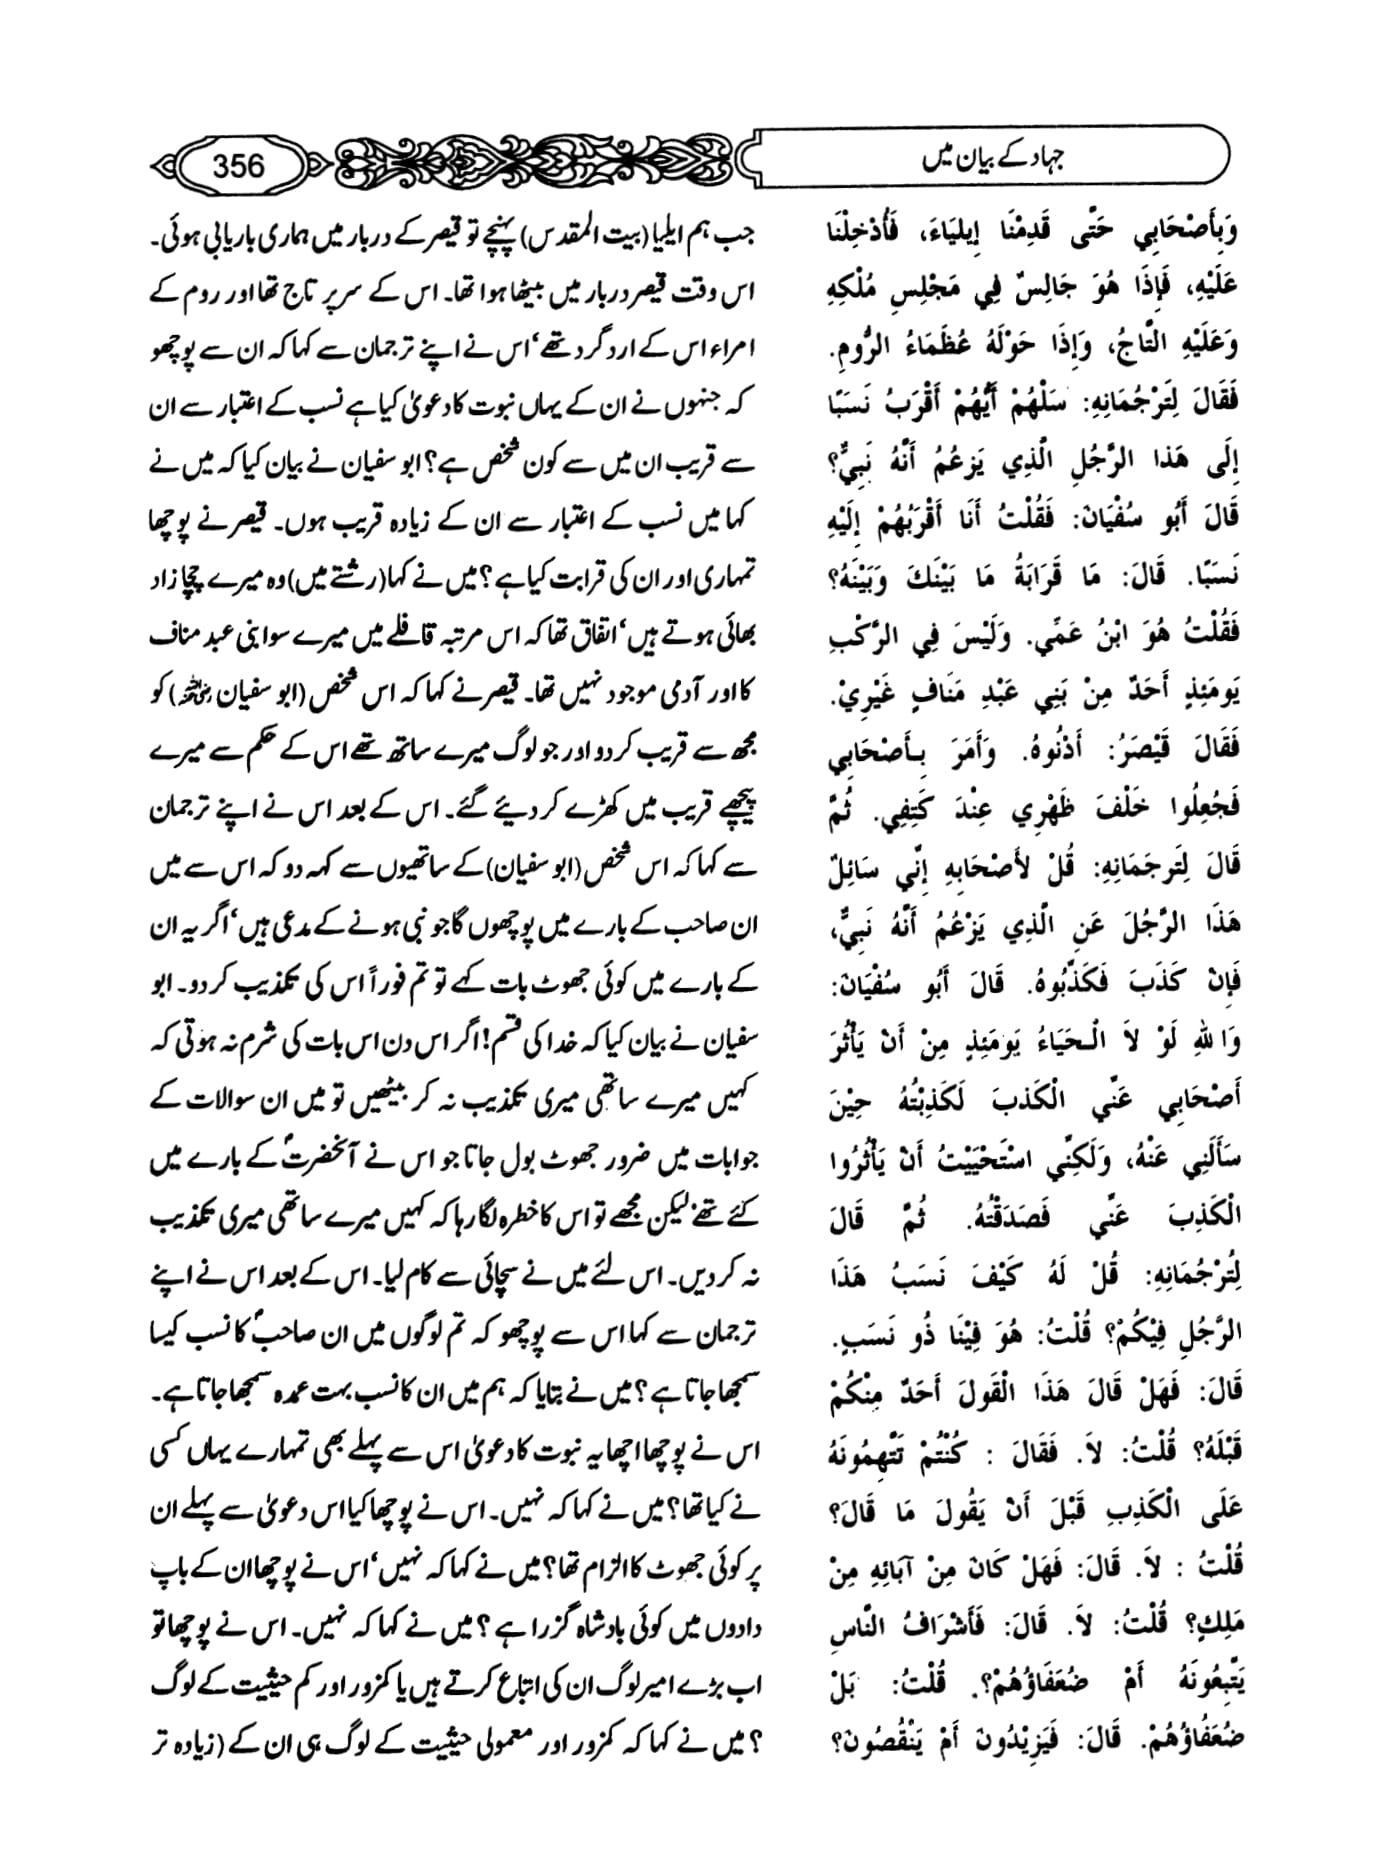 جہاد کے بیان میں
356
وَبِأَصْحَابِي حَتَّى قَدِمْنَا إِيلِيَاءَ، فَأُدْخِلْنَا
عَلَيْهِ، فَإِذَا هُوَ جَالِسٌ فِي مَجْلِسِ مُلْكِهِ
وَعَلَيْهِ التَّاجُ، وَإِذَا حَوْلَهُ عُظَمَاءُ الرُّومِ.
فَقَالَ لِتَرْجُمَانِهِ: سَلْهُمْ أَيُّهُمْ أَقْرَبُ نَسَبًا
إِلَى هَذا الرَّجُلِ الَّذِي يَزْعُمُ أَنَّهُ نَبِيٌّ؟
قَالَ أَبُو سُفْيَانَ: فَقُلْتُ أَنَا أَقْرَبُهُمْ إِلَيْهِ
نَسَبًا. قَالَ: مَا قَرَابَةُ مَا بَيْنَكَ وَبَيْنَهُ؟
فَقُلْتُ هُوَ ابْنُ عَمِّي. وَلَيْسَ فِي الرَّكْبِ
يَومَئِذٍ أَحَدٌ مِنْ بَنِي عَبْدِ مَنَافٍ غَيْرِيْ.
فَقَالَ قَيْصَرُ: أَدْنُوهُ. وَأَمَرَ بِأَصْحَابِي
فَجُعِلُوا خَلْفَ ظَهْرِي عِنْدَ كَتِفِي. ثُمَّ
قَالَ لِتَرجَمَانِهِ: قُلْ لأَصْحَابِهِ إِنِّي سَائِلٌ
هَذَا الرَّجُلَ عَنِ الَّذِي يَزْعُمُ أَنَّهُ نَبِيٌّ،
فَإِنْ كَذَبَ فَكَذِّبُوهُ. قَالَ أَبُو سُفْيَانَ:
وَاللهِ لَوْ لاَ الْحَيَاءُ يَوْمَئِذٍ مِنْ أَنْ يَأْثُرَ
أَصْحَابِي عَنِّي الْكَذبَ لَكَذِبْتُهُ حِيْنَ
سَأَلَنِي عَنْهُ، وَلَكِنِّي اسْتَحْيَيْتُ أَنْ يَأْثُرُوا
الْكَذِبَ عَنِّي فَصَدَقْتُهُ. ثُمَّ قَالَ
لِتُرْجُمَانِهِ: قُلْ لَهُ كَيْفَ نَسَبُ هَذَا
الرَّجُلِ فِيْكُمْ؟ قُلْتُ: هُوَ فِيْنَا ذُو نَسَبٍ.
قَالَ: فَهَلْ قَالَ هَذَا الْقَولَ أَحَدٌ مِنْكُمْ
قَبْلَهُ؟ قُلْتُ: لاَ. فَقَالَ : كُنْتُمْ تَتَّهِمُونَهُ
عَلَى الْكَذِبِ قَبْلَ أَنْ يَقُولَ مَا قَالَ؟
قُلْتُ : لاَ. قَالَ: فَهَلْ كَانَ مِنْ آبَائِهِ مِنْ
مَلِكٍ؟ قُلْتُ: لاَ. قَالَ: فَأَشْرَافُ النَّاسِ
يَتَّبِعُونَهُ أَمْ ضُعَفَاؤُهُمْ؟. قُلْتُ: بَلْ
ضُعَفَاؤُهُمْ. قَالَ: فَيَزِيْدُونَ أَمْ يَنْقُصُونَ؟
جب ہم ایلیا (بیت المقدس) پہنچے تو قیصر کے دربار میں ہماری باریابی ہوئی۔
اس وقت قیصر دربار میں بیٹھا ہوا تھا۔ اس کے سر پر تاج تھا اور روم کے
امراء اس کے ارد گرد تھے‘ اس نے اپنے ترجمان سے کہا کہ ان سے پوچھو
کہ جنہوں نے ان کے یہاں نبوت کا دعویٰ کیا ہے نسب کے اعتبار سے ان
سے قریب ان میں سے کون شخص ہے؟ ابو سفیان نے بیان کیا کہ میں نے
کہا میں نسب کے اعتبار سے ان کے زیادہ قریب ہوں۔ قیصر نے پوچھا
تمہاری اور ان کی قرابت کیا ہے؟ میں نے کہا (رشتے میں) وہ میرے چچا زاد
بھائی ہوتے ہیں‘ اتفاق تھا کہ اس مرتبہ قافلے میں میرے سوا بنی عبد مناف
کا اور آدمی موجود نہیں تھا۔ قیصر نے کہا کہ اس شخص (ابو سفیان رضی اللہ عنہ) کو
مجھ سے قریب کر دو اور جو لوگ میرے ساتھ تھے اس کے حکم سے میرے
پیچھے قریب میں کھڑے کر دیئے گئے۔ اس کے بعد اس نے اپنے ترجمان
سے کہا کہ اس شخص (ابو سفیان) کے ساتھیوں سے کہہ دو کہ اس سے میں
ان صاحب کے بارے میں پوچھوں گا جو نبی ہونے کے مدعی ہیں‘ اگر یہ ان
کے بارے میں کوئی جھوٹ بات کہے تو تم فوراً اس کی تکذیب کر دو۔ ابو
سفیان نے بیان کیا کہ خدا کی قسم! اگر اس دن اس بات کی شرم نہ ہوتی کہ
کہیں میرے ساتھی میری تکذیب نہ کر بیٹھیں تو میں ان سوالات کے
جوابات میں ضرور جھوٹ بول جاتا جو اس نے آنحضرتؐ کے بارے میں
کئے تھے‘ لیکن مجھے تو اس کا خطرہ لگا رہا کہ کہیں میرے ساتھی میری تکذیب
نہ کر دیں۔ اس لئے میں نے سچائی سے کام لیا۔ اس کے بعد اس نے اپنے
ترجمان سے کہا اس سے پوچھو کہ تم لوگوں میں ان صاحبؐ کا نسب کیسا
سمجھا جاتا ہے؟ میں نے بتایا کہ ہم میں ان کا نسب بہت عمدہ سمجھا جاتا ہے۔
اس نے پوچھا اچھا یہ نبوت کا دعویٰ اس سے پہلے بھی تمہارے یہاں کسی
نے کیا تھا؟ میں نے کہا کہ نہیں۔ اس نے پوچھا کیا اس دعویٰ سے پہلے ان
پر کوئی جھوٹ کا الزام تھا؟ میں نے کہا کہ نہیں‘ اس نے پوچھا ان کے باپ
دادوں میں کوئی بادشاہ گزرا ہے؟ میں نے کہا کہ نہیں۔ اس نے پوچھا تو
اب بڑے امیر لوگ ان کی اتباع کرتے ہیں یا کمزور اور کم حیثیت کے لوگ
؟ میں نے کہا کہ کمزور اور معمولی حیثیت کے لوگ ہی ان کے (زیادہ تر